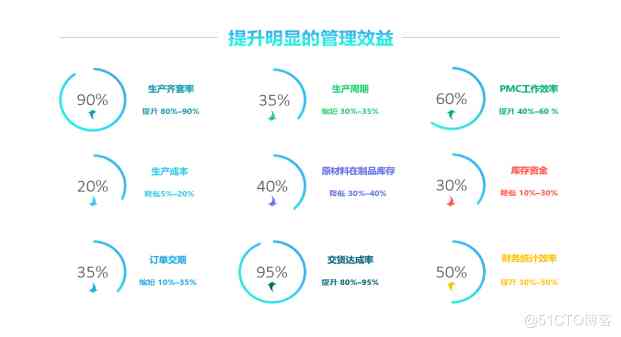 提升明显的管理效益
90%
生产齐套率
提升 80%-90%
35%
生产周期
缩短 30%-35%
60%
PMC工作效率
提升 40%-60 %
20%
生产成本
降低5%-20%
40%
原材料在制品库存
降低 30%-40%
30%
库存资金
降低 10%-30%
35%
订单交期
缩短 10%-35%
95%
交货达成率
提升 80%-95%
50%
财务统计效率
提升 30%-50%
@51CTO博客